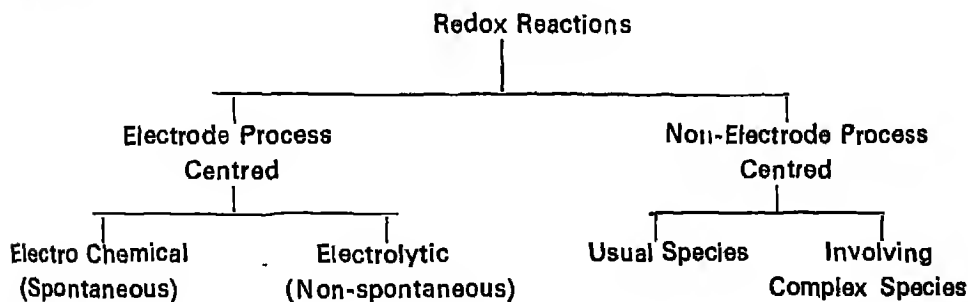 Redox Reactions
Electrode Process Centred
Non-Electrode Process Centred
Electro Chemical (Spontaneous)
Electrolytic (Non-spontaneous)
Usual Species
Involving Complex Species